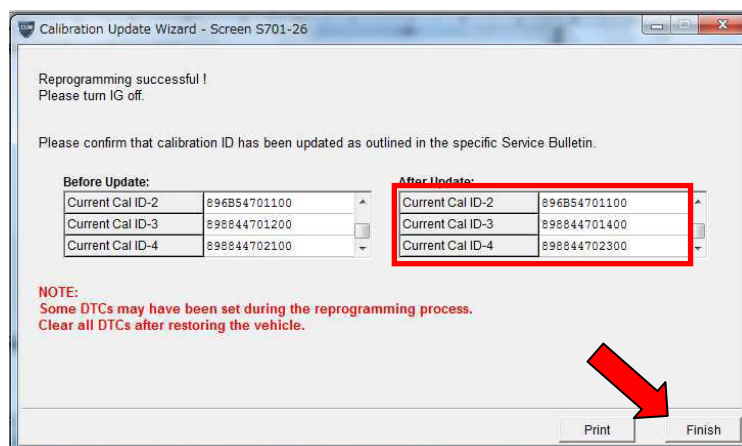 Calibration Update Wizard - Screen S701-26
Reprogramming successful !
Please turn IG off.
Please confirm that calibration ID has been updated as outlined in the specific Service Bulletin.
Before Update:
Current Cal ID-2 896B54701100
Current Cal ID-3 898844701200
Current Cal ID-4 898844702100
After Update:
Current Cal ID-2 896B54701100
Current Cal ID-3 898844701400
Current Cal ID-4 898844702300
NOTE:
Some DTCs may have been set during the reprogramming process.
Clear all DTCs after restoring the vehicle.
Print Finish